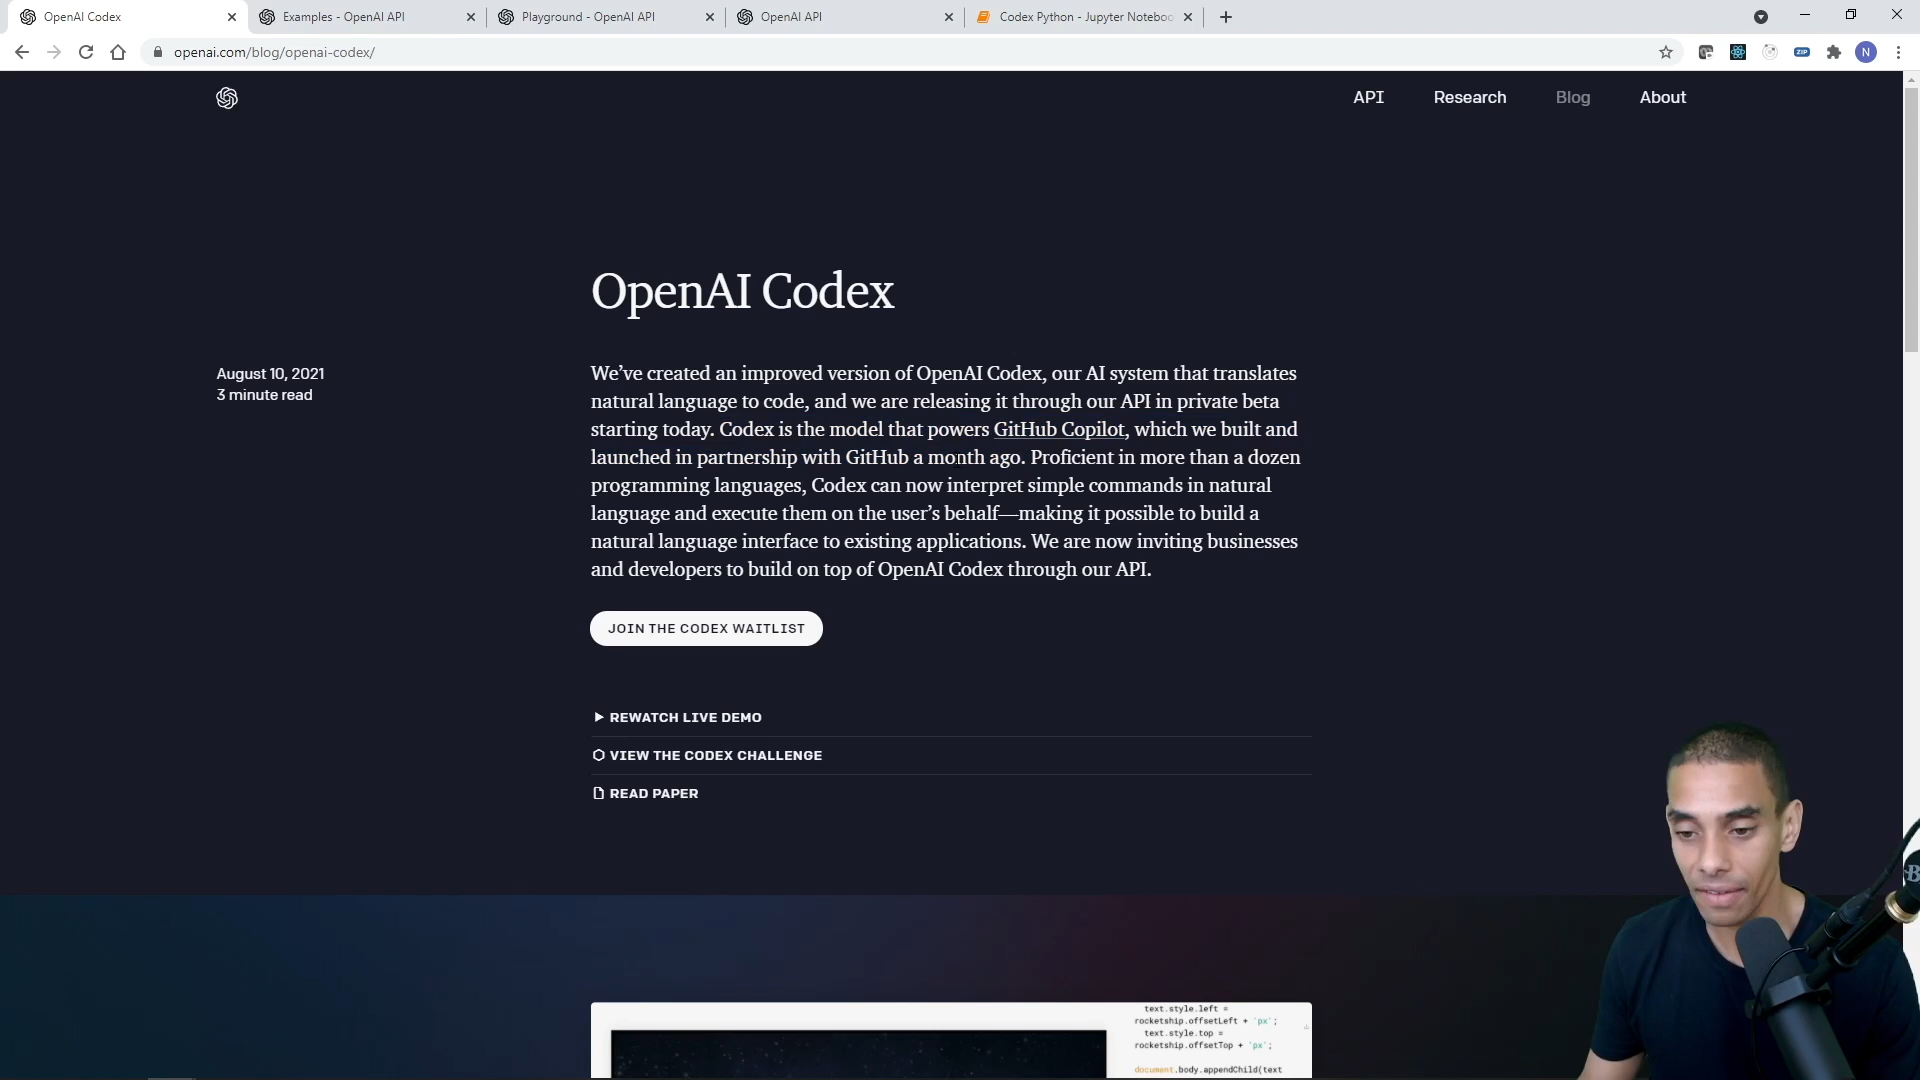 OpenAI Codex
Examples - OpenAI API
Playground - OpenAI API
OpenAI API
Codex Python - Jupyter Noteboo
openai.com/blog/openai-codex/
ZIP
N
API
Research
Blog
About
OpenAI Codex
August 10, 2021
3 minute read
We've created an improved version of OpenAI Codex, our AI system that translates
natural language to code, and we are releasing it through our API in private beta
starting today. Codex is the model that powers GitHub Copilot, which we built and
launched in partnership with GitHub a month ago. Proficient in more than a dozen
programming languages, Codex can now interpret simple commands in natural
language and execute them on the user's behalf—making it possible to build a
natural language interface to existing applications. We are now inviting businesses
and developers to build on top of OpenAI Codex through our API.
JOIN THE CODEX WAITLIST
REWATCH LIVE DEMO
VIEW THE CODEX CHALLENGE
READ PAPER
text.style.left =
rocketship.offsetLeft + 'px';
text.style.top =
rocketship.offsetTop + 'px';
document.body.appendChild(text
B